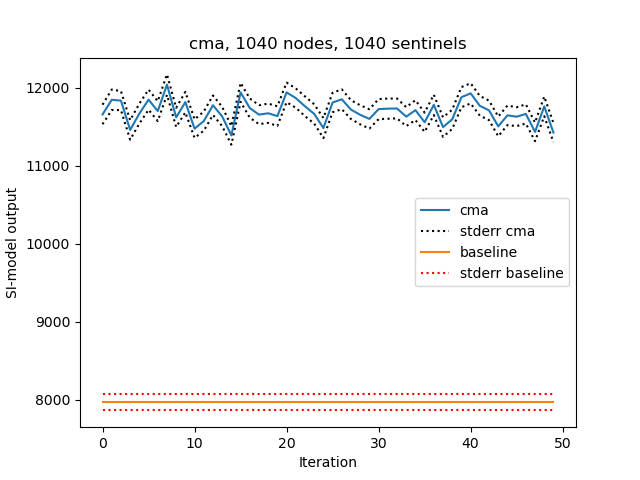 cma, 1040 nodes, 1040 sentinels
12000
11000
10000
9000
8000
SI-model output
cma
stderr cma
baseline
stderr baseline
0
10
20
30
40
50
Iteration